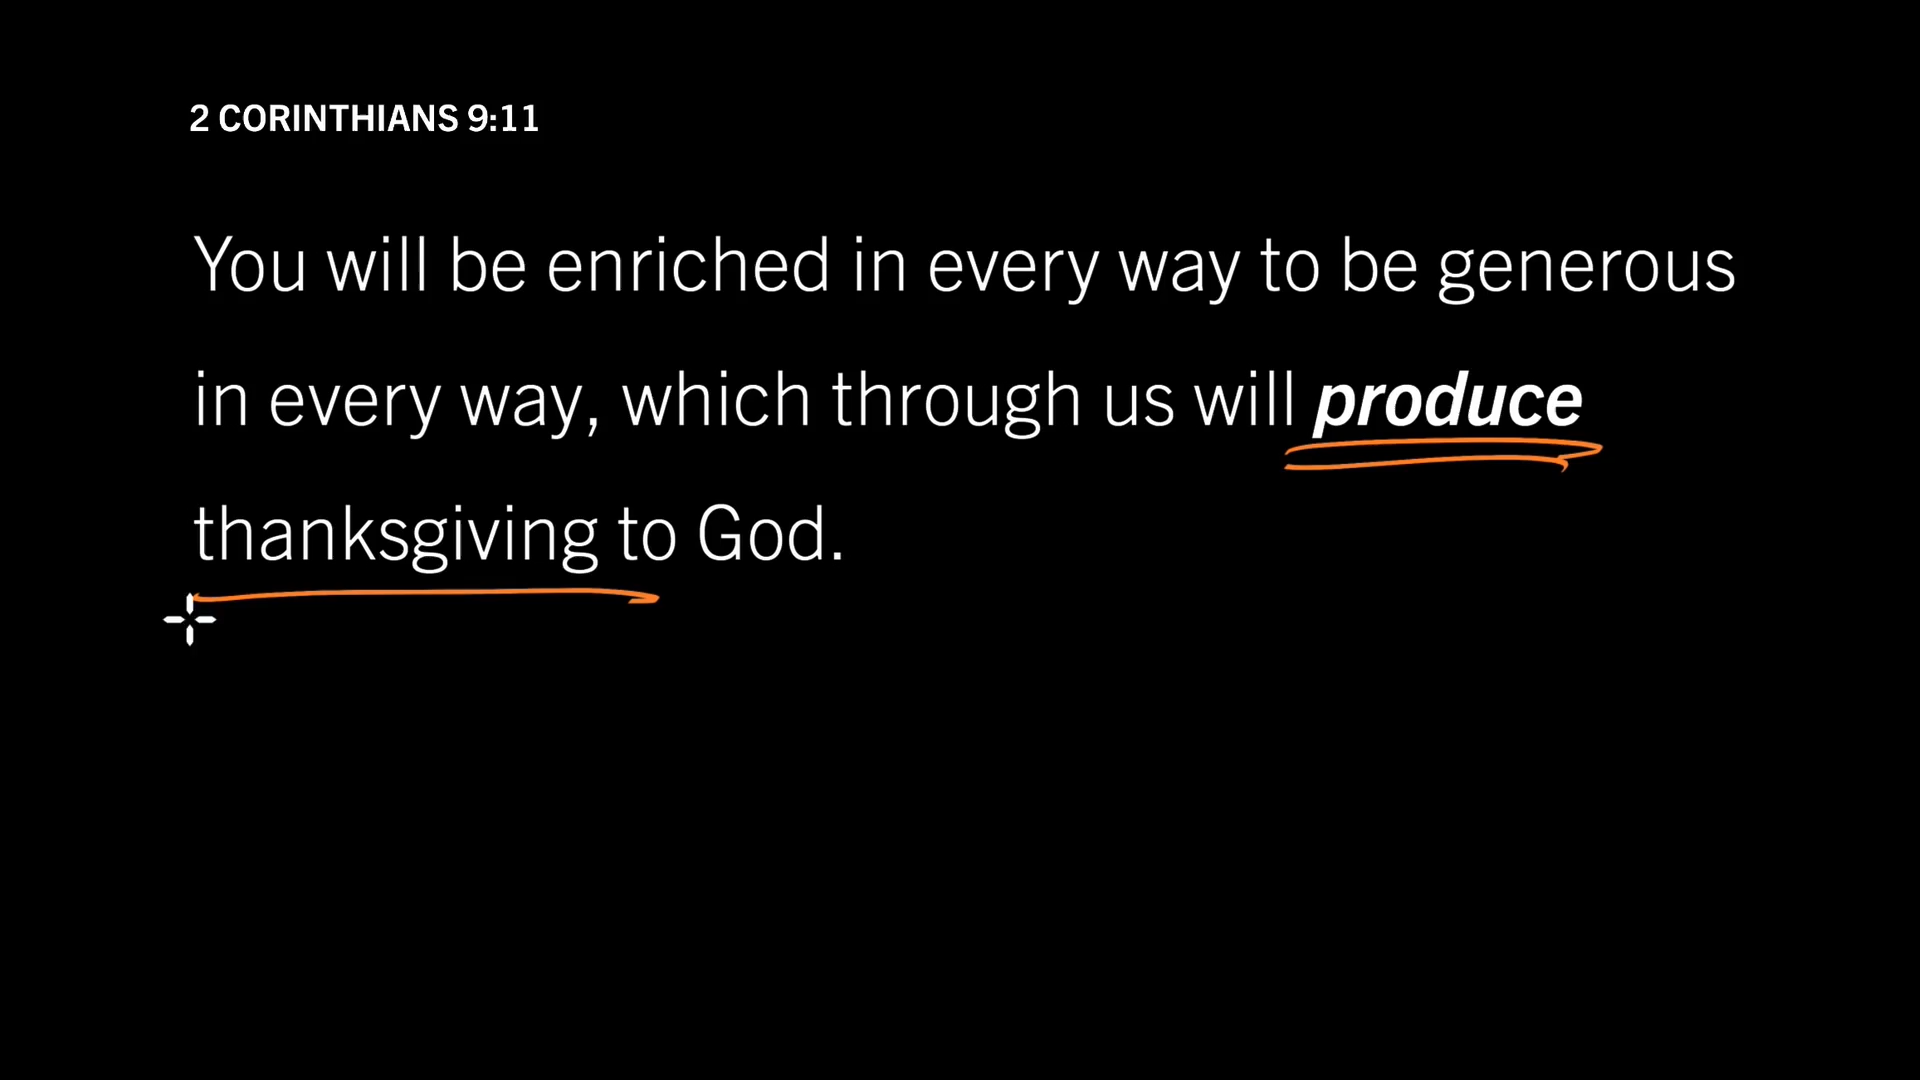 2 CORINTHIANS 9:11
You will be enriched in every way to be generous
in every way, which through us will produce
thanksgiving to God.